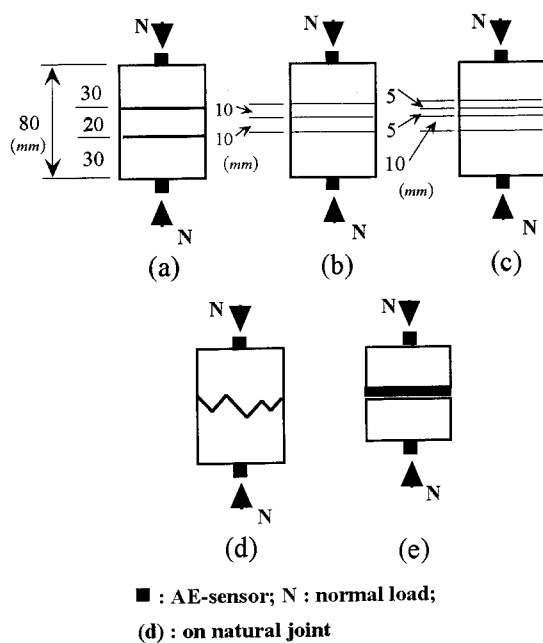 N N N
30
80 20
(mm)
30
10
10
(mm)
5
5
10
(mm)
N N N
(a) (b) (c)
N N
N N
(d) (e)
■ : AE-sensor; N : normal load;
(d) : on natural joint